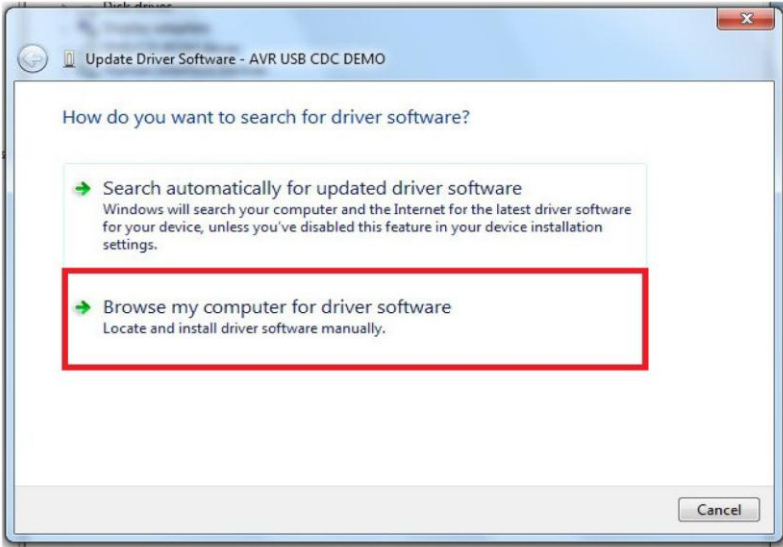 Disk drives
Update Driver Software - AVR USB CDC DEMO
How do you want to search for driver software?
Search automatically for updated driver software
Windows will search your computer and the Internet for the latest driver software
for your device, unless you've disabled this feature in your device installation
settings.
Browse my computer for driver software
Locate and install driver software manually.
Cancel